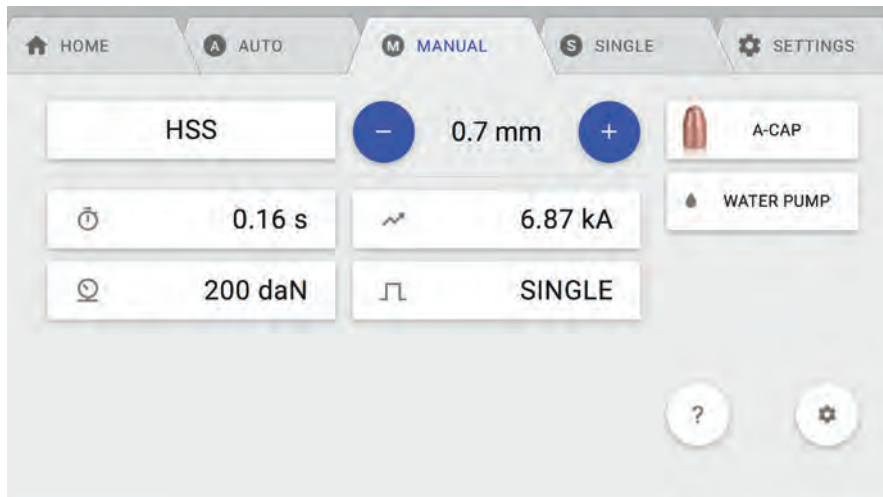 HOME
A AUTO
M MANUAL
S SINGLE
SETTINGS
HSS
-
0.7 mm
+
A-CAP
0.16 s
6.87 kA
WATER PUMP
200 daN
SINGLE
?